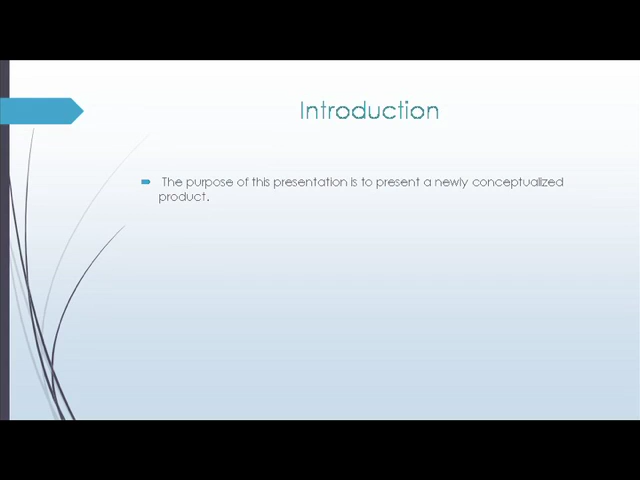 Introduction
The purpose of this presentation is to present a newly conceptualized
product.